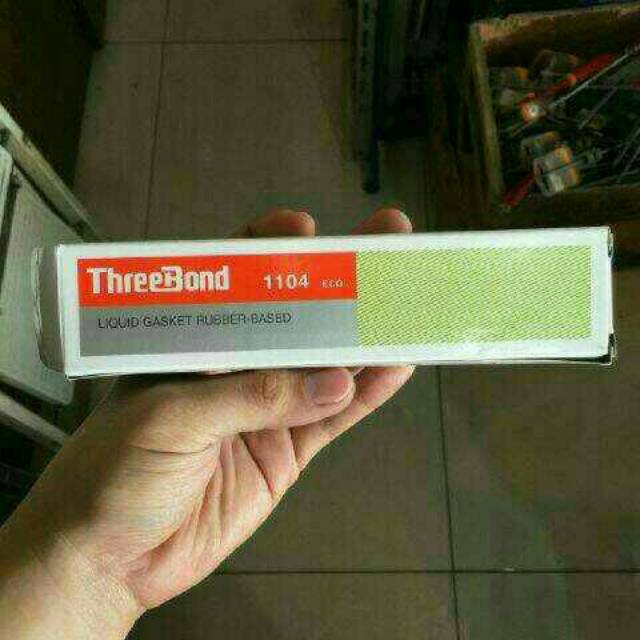 ThreeBond 1104 ECO
LIQUID GASKET RUBBER-BASED